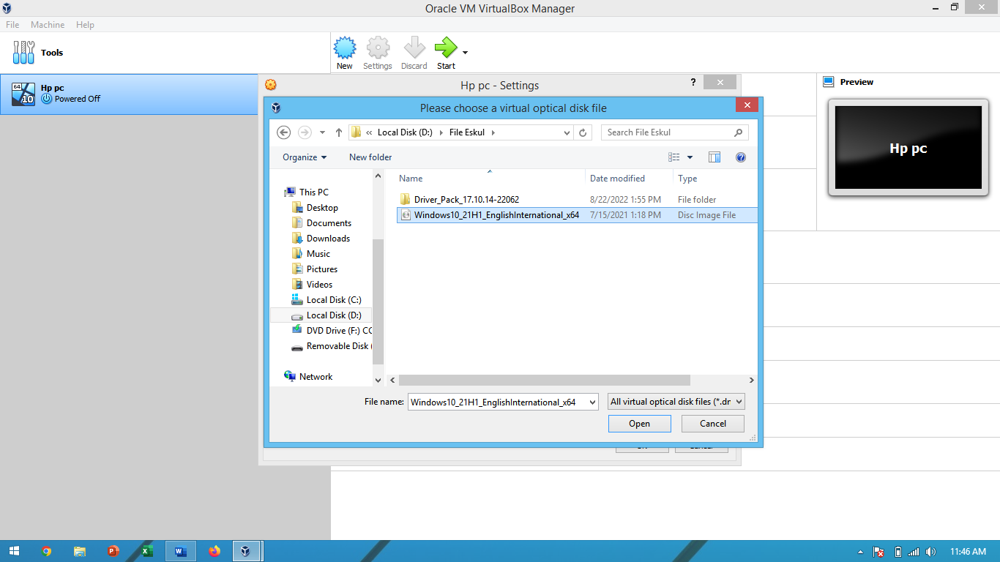 Oracle VM VirtualBox Manager
File Machine Help
Tools
New Settings Discard Start
64
10
Hp pc
Powered Off
Hp pc - Settings
?
Preview
Hp pc
Please choose a virtual optical disk file
« Local Disk (D:) File Eskul
Search File Eskul
Organize New folder
Name Date modified Type
This PC
Desktop
Documents
Downloads
Music
Pictures
Videos
Local Disk (C:)
Local Disk (D:)
DVD Drive (F:) CC
Removable Disk (
Network
Driver_Pack_17.10.14-22062 8/22/2022 1:55 PM File folder
Windows10_21H1_EnglishInternational_x64 7/15/2021 1:18 PM Disc Image File
File name: Windows10_21H1_EnglishInternational_x64 All virtual optical disk files (*.dr
Open Cancel
11:46 AM